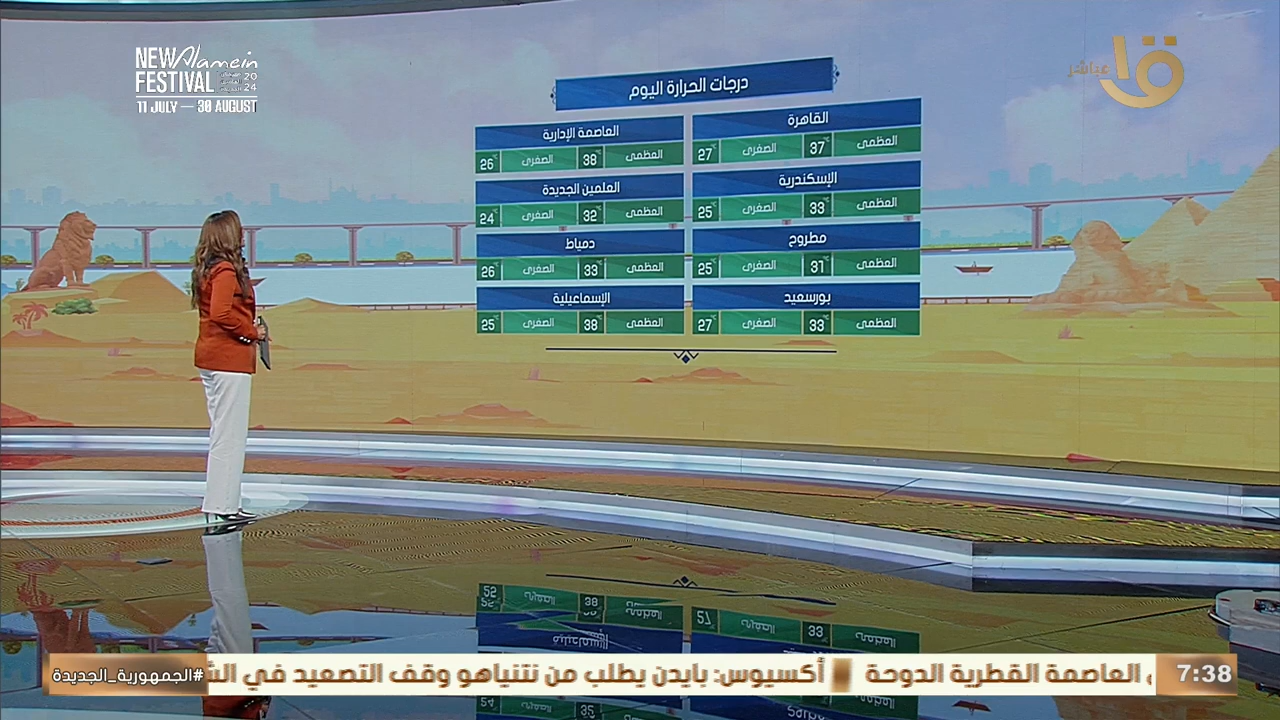 NEW Alamein
FESTIVAL 2024
11 JULY — 30 AUGUST
مباشر
درجات الحرارة اليوم
القاهرة
العظمى 37 الصغرى 27
العاصمة الإدارية
العظمى 38 الصغرى 26
الإسكندرية
العظمى 33 الصغرى 25
العلمين الجديدة
العظمى 32 الصغرى 24
مطروح
العظمى 31 الصغرى 25
دمياط
العظمى 33 الصغرى 26
بورسعيد
العظمى 33 الصغرى 27
الإسماعيلية
العظمى 38 الصغرى 25
7:38
العاصمة القطرية الدوحة
أكسيوس: بايدن يطلب من نتنياهو وقف التصعيد في
#الجمهورية_الجديدة